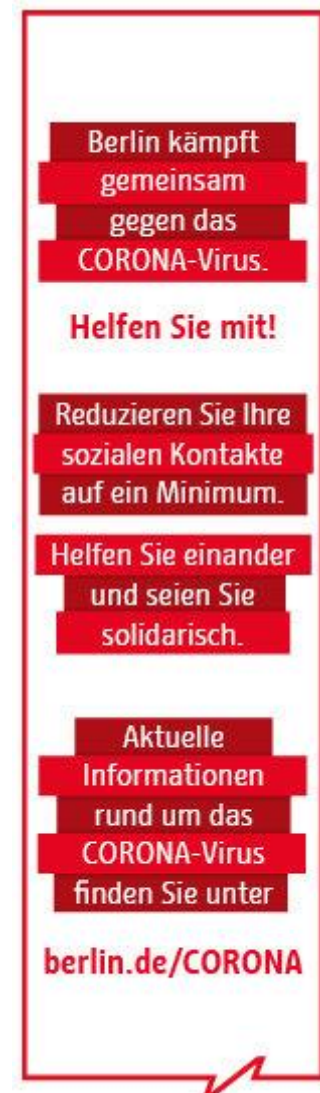 Berlin kämpft
gemeinsam
gegen das
CORONA-Virus.
Helfen Sie mit!
Reduzieren Sie Ihre
sozialen Kontakte
auf ein Minimum.
Helfen Sie einander
und seien Sie
solidarisch.
Aktuelle
Informationen
rund um das
CORONA-Virus
finden Sie unter
berlin.de/CORONA